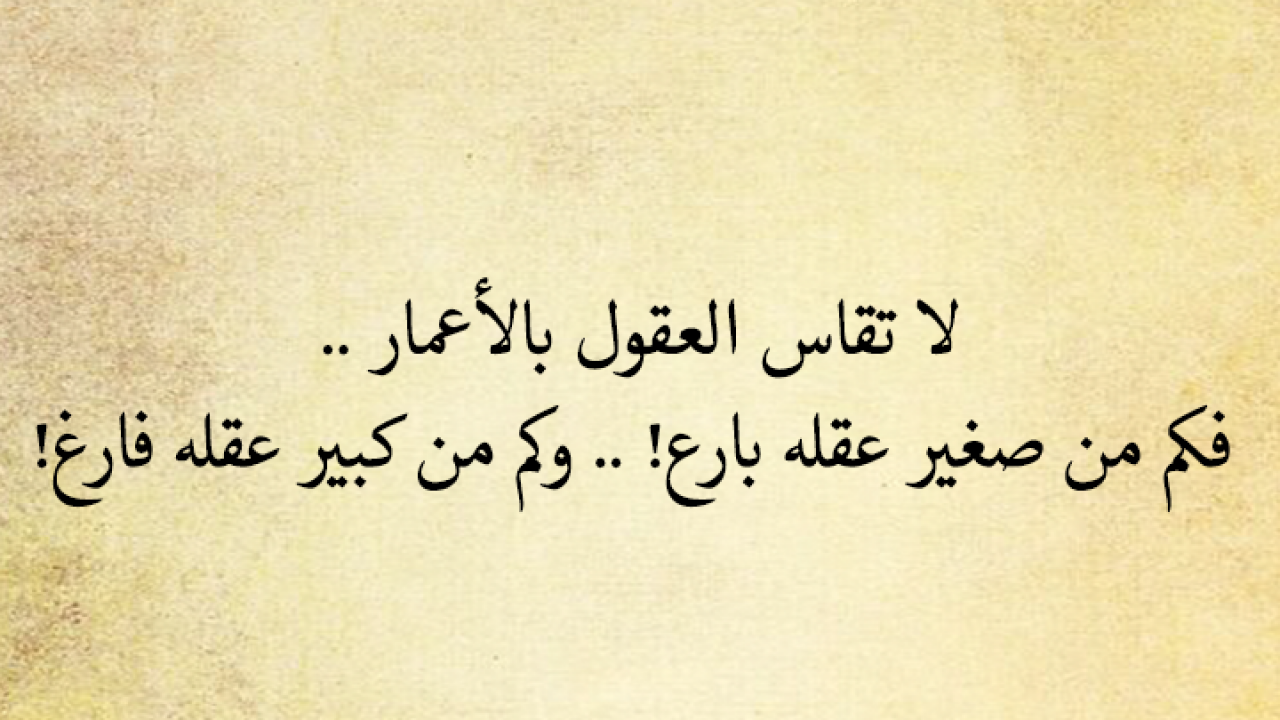 لا تقاس العقول بالأعمار ..
فكم من صغير عقله بارع! .. وكم من كبير عقله فارغ!